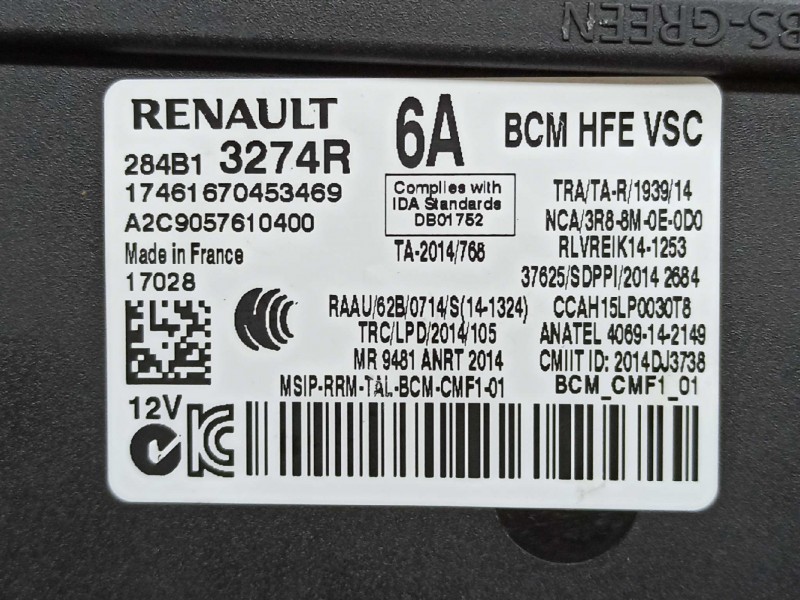 BS-GREEN
RENAULT
284B1 3274R
17461670453469
A2C9057610400
Made in France
17028
12V
6A
Complies with
IDA Standards
DB01752
TA-2014/768
BCM HFE VSC
TRA/TA-R/1939/14
NCA/3R8-8M-0E-0D0
RLVREIK14-1253
37625/SDPPI/2014 2684
RAAU/62B/0714/S(14-1324)
CCAH15LP0030T8
TRC/LPD/2014/105
ANATEL 4069-14-2149
MR 9481 ANRT 2014
CMIIT ID: 2014DJ3738
MSIP-RRM-TAL-BCM-CMF1-01
BCM_CMF1_01